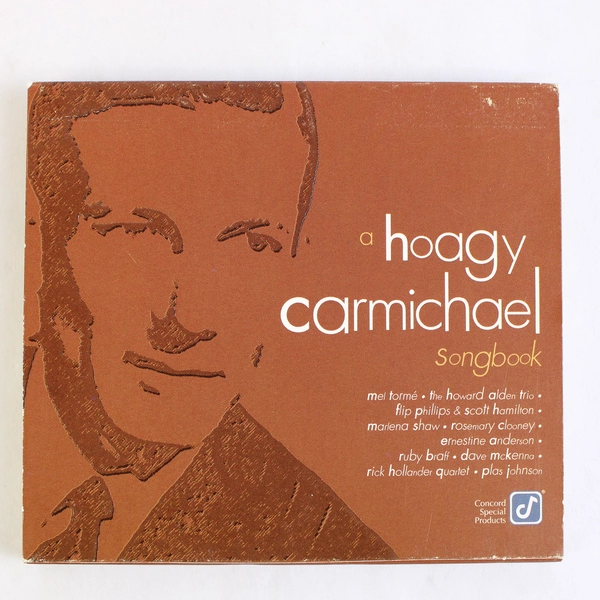 a hoagy
carmichael
songbook
mel tormé • the howard alden trio •
flip phillips & scott hamilton •
marlena shaw • rosemary clooney •
ernestine anderson •
ruby braff • dave mckenna •
rick hollander quartet • plas johnson
Concord
Special
Products